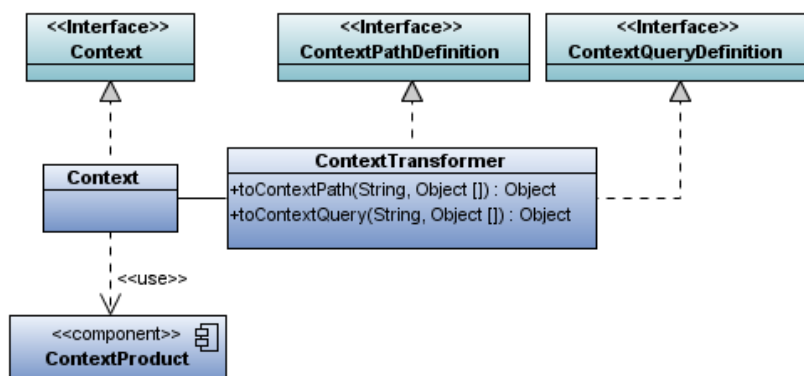 <<Interface>>
Context
<<Interface>>
ContextPathDefinition
<<Interface>>
ContextQueryDefinition
Context
ContextTransformer
+toContextPath(String, Object []) : Object
+toContextQuery(String, Object []) : Object
<<use>>
<<component>>
ContextProduct